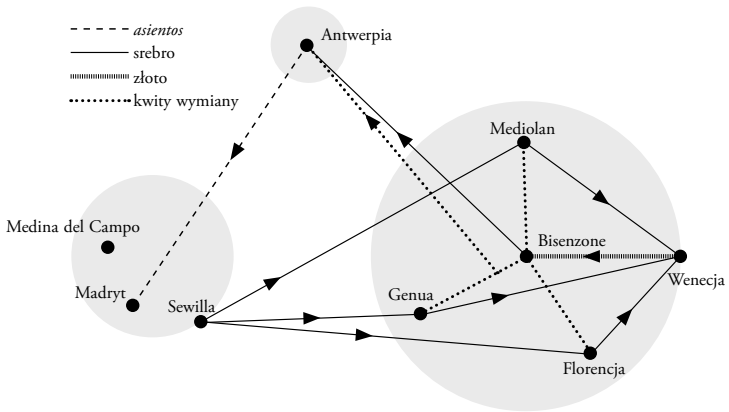 asientos
srebro
złoto
kwity wymiany
Antwerpia
Mediolan
Medina del Campo
Bisenzone
Wenecja
Madryt
Genua
Sewilla
Florencja